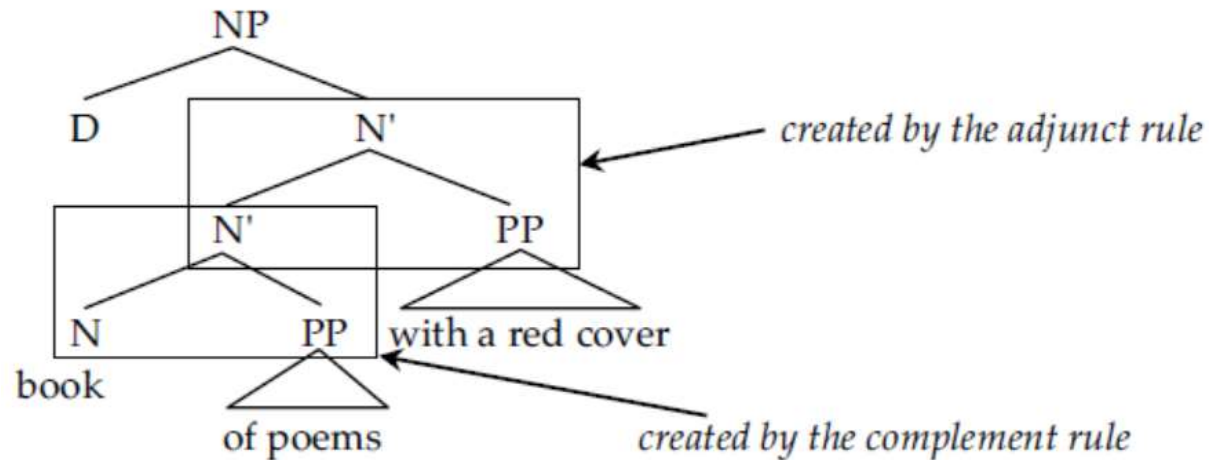 NP
D N' created by the adjunct rule
N' PP
N PP with a red cover
book
of poems created by the complement rule